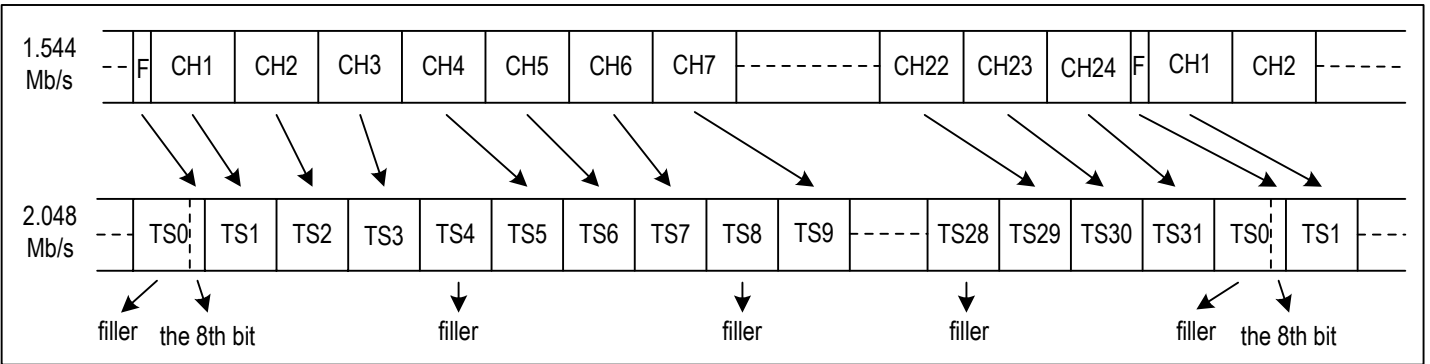 1.544
Mb/s
F CH1 CH2 CH3 CH4 CH5 CH6 CH7 CH22 CH23 CH24 F CH1 CH2
2.048
Mb/s
TS0 TS1 TS2 TS3 TS4 TS5 TS6 TS7 TS8 TS9 TS28 TS29 TS30 TS31 TS0 TS1
filler the 8th bit filler filler filler filler the 8th bit